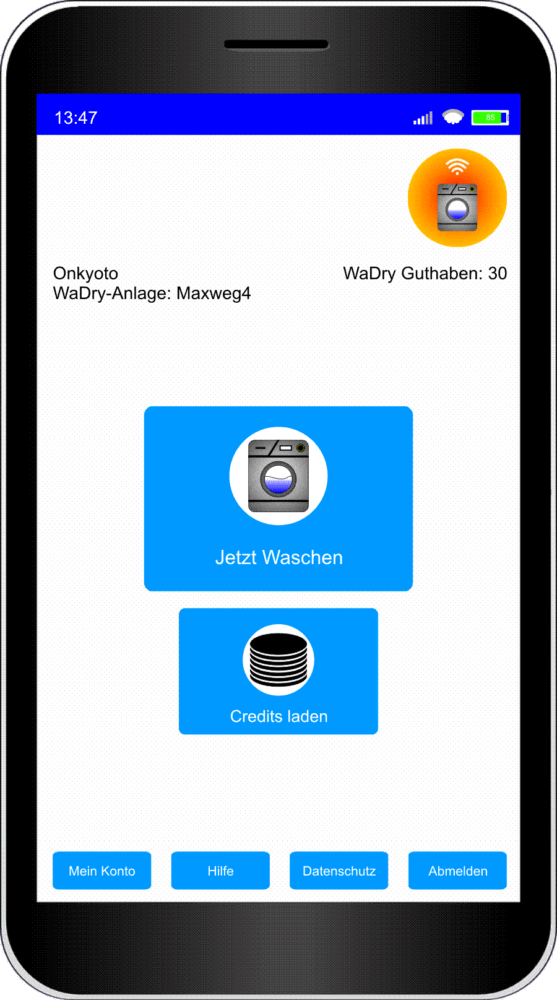 13:47
85
Onkyoto
WaDry Guthaben: 30
WaDry-Anlage: Maxweg4
Jetzt Waschen
Credits laden
Mein Konto
Hilfe
Datenschutz
Abmelden